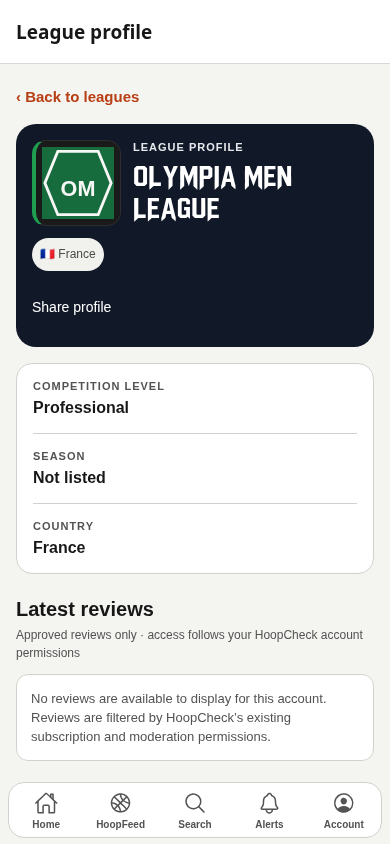 League profile
‹ Back to leagues
OM
LEAGUE PROFILE
OLYMPIA MEN
LEAGUE
🇫🇷 France
Share profile
COMPETITION LEVEL
Professional
SEASON
Not listed
COUNTRY
France
Latest reviews
Approved reviews only · access follows your HoopCheck account
permissions
No reviews are available to display for this account.
Reviews are filtered by HoopCheck's existing
subscription and moderation permissions.
Home HoopFeed Search Alerts Account